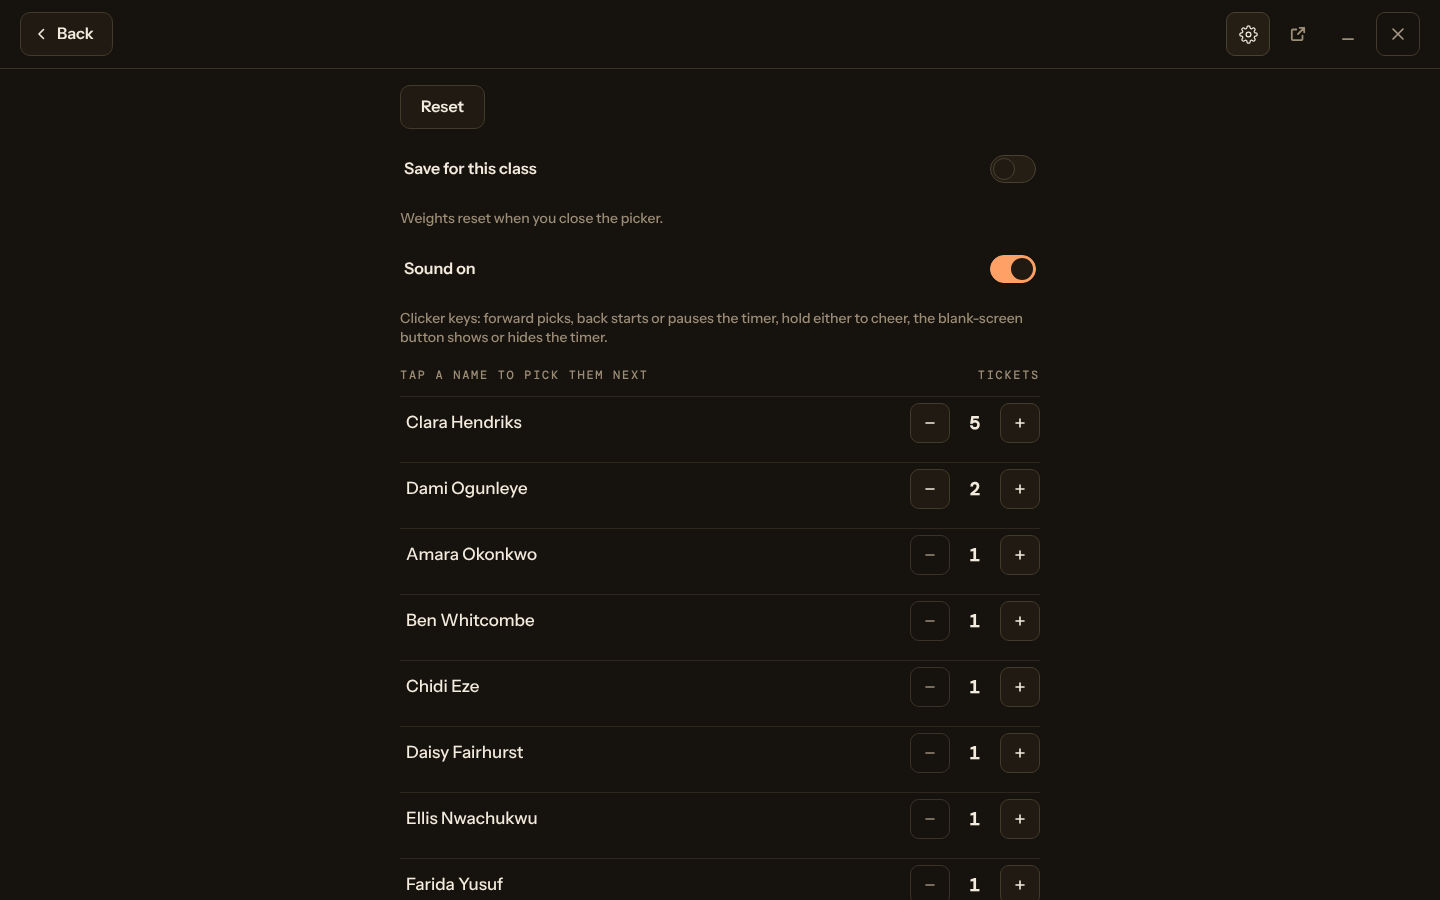 Back
Reset
Save for this class
Weights reset when you close the picker.
Sound on
Clicker keys: forward picks, back starts or pauses the timer, hold either to cheer, the blank-screen
button shows or hides the timer.
TAP A NAME TO PICK THEM NEXT TICKETS
Clara Hendriks − 5 +
Dami Ogunleye − 2 +
Amara Okonkwo − 1 +
Ben Whitcombe − 1 +
Chidi Eze − 1 +
Daisy Fairhurst − 1 +
Ellis Nwachukwu − 1 +
Farida Yusuf − 1 +